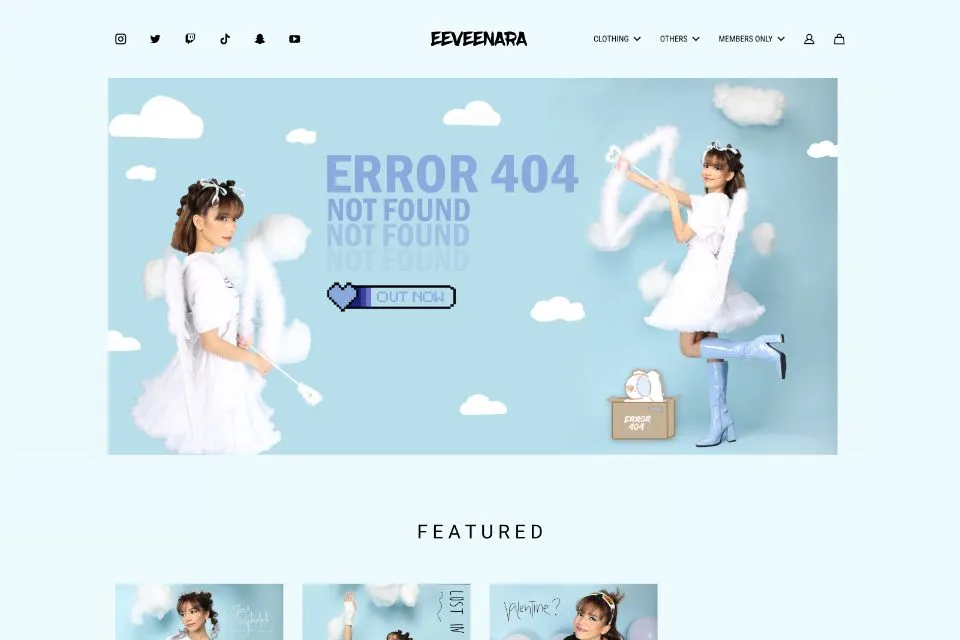 EEVEENARA
CLOTHING OTHERS MEMBERS ONLY
ERROR 404
NOT FOUND
NOT FOUND
NOT FOUND
OUT NOW
ERROR
404
FEATURED
LOST IN
Valentine?